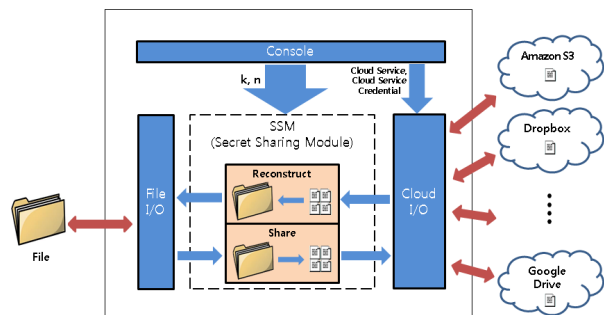 Console
k, n
Cloud Service,
Cloud Service
Credential
Amazon S3
SSM
(Secret Sharing Module)
Dropbox
Reconstruct
File
I/O
Cloud
I/O
Share
File
Google
Drive